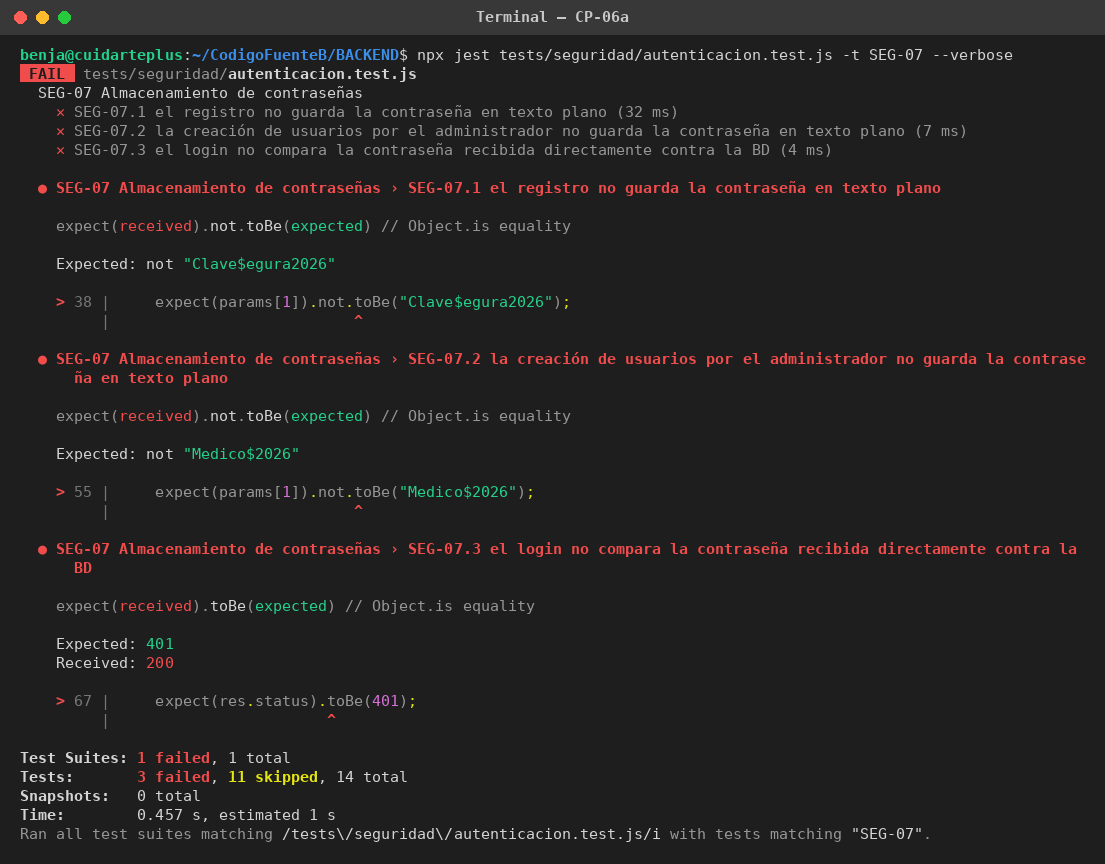 Terminal — CP-06a
benja@cuidarteplus:~/CodigoFuenteB/BACKEND$ npx jest tests/seguridad/autenticacion.test.js -t SEG-07 --verbose
FAIL tests/seguridad/autenticacion.test.js
SEG-07 Almacenamiento de contraseñas
✕ SEG-07.1 el registro no guarda la contraseña en texto plano (32 ms)
✕ SEG-07.2 la creación de usuarios por el administrador no guarda la contraseña en texto plano (7 ms)
✕ SEG-07.3 el login no compara la contraseña recibida directamente contra la BD (4 ms)
● SEG-07 Almacenamiento de contraseñas › SEG-07.1 el registro no guarda la contraseña en texto plano
expect(received).not.toBe(expected) // Object.is equality
Expected: not "Clave$egura2026"
> 38 |     expect(params[1]).not.toBe("Clave$egura2026");
|                           ^
● SEG-07 Almacenamiento de contraseñas › SEG-07.2 la creación de usuarios por el administrador no guarda la contrase
ña en texto plano
expect(received).not.toBe(expected) // Object.is equality
Expected: not "Medico$2026"
> 55 |     expect(params[1]).not.toBe("Medico$2026");
|                           ^
● SEG-07 Almacenamiento de contraseñas › SEG-07.3 el login no compara la contraseña recibida directamente contra la
BD
expect(received).toBe(expected) // Object.is equality
Expected: 401
Received: 200
> 67 |     expect(res.status).toBe(401);
|                        ^
Test Suites: 1 failed, 1 total
Tests:       3 failed, 11 skipped, 14 total
Snapshots:   0 total
Time:        0.457 s, estimated 1 s
Ran all test suites matching /tests\/seguridad\/autenticacion.test.js/i with tests matching "SEG-07".